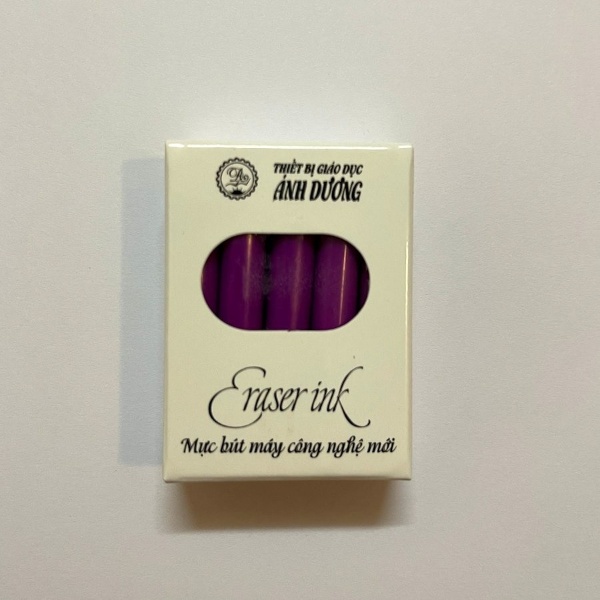 THIẾT BỊ GIÁO DỤC
ÁNH DƯƠNG
Eraser ink
Mực bút máy công nghệ mới